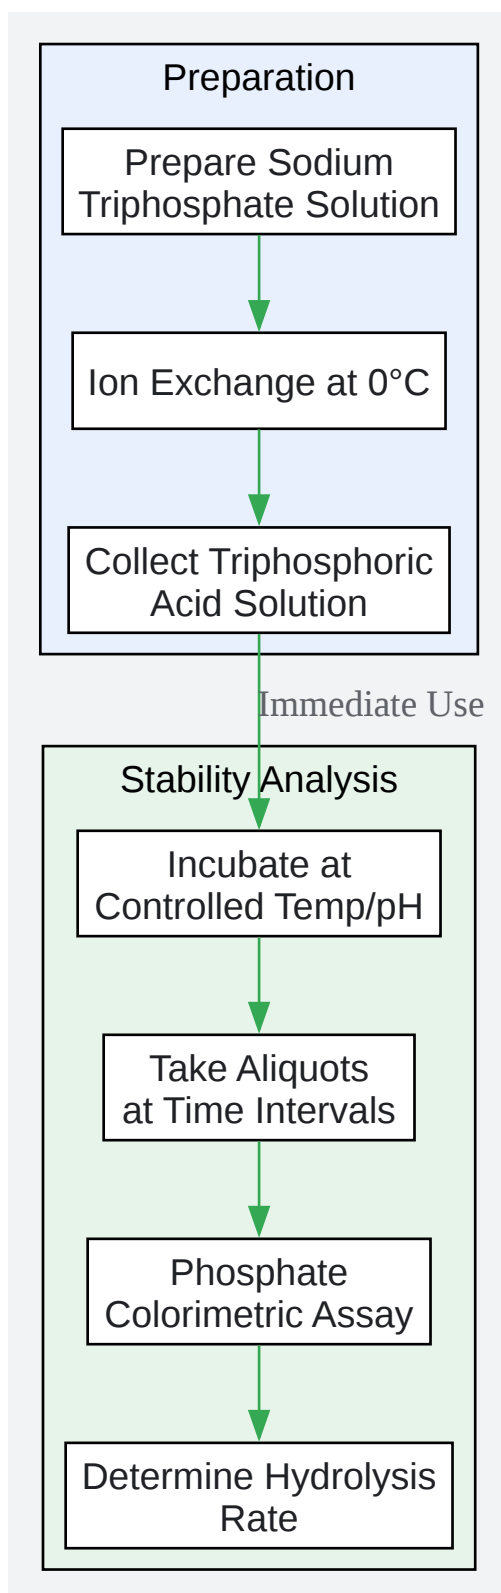 Preparation
Prepare Sodium
Triphosphate Solution
Ion Exchange at 0°C
Collect Triphosphoric
Acid Solution
Immediate Use
Stability Analysis
Incubate at
Controlled Temp/pH
Take Aliquots
at Time Intervals
Phosphate
Colorimetric Assay
Determine Hydrolysis
Rate